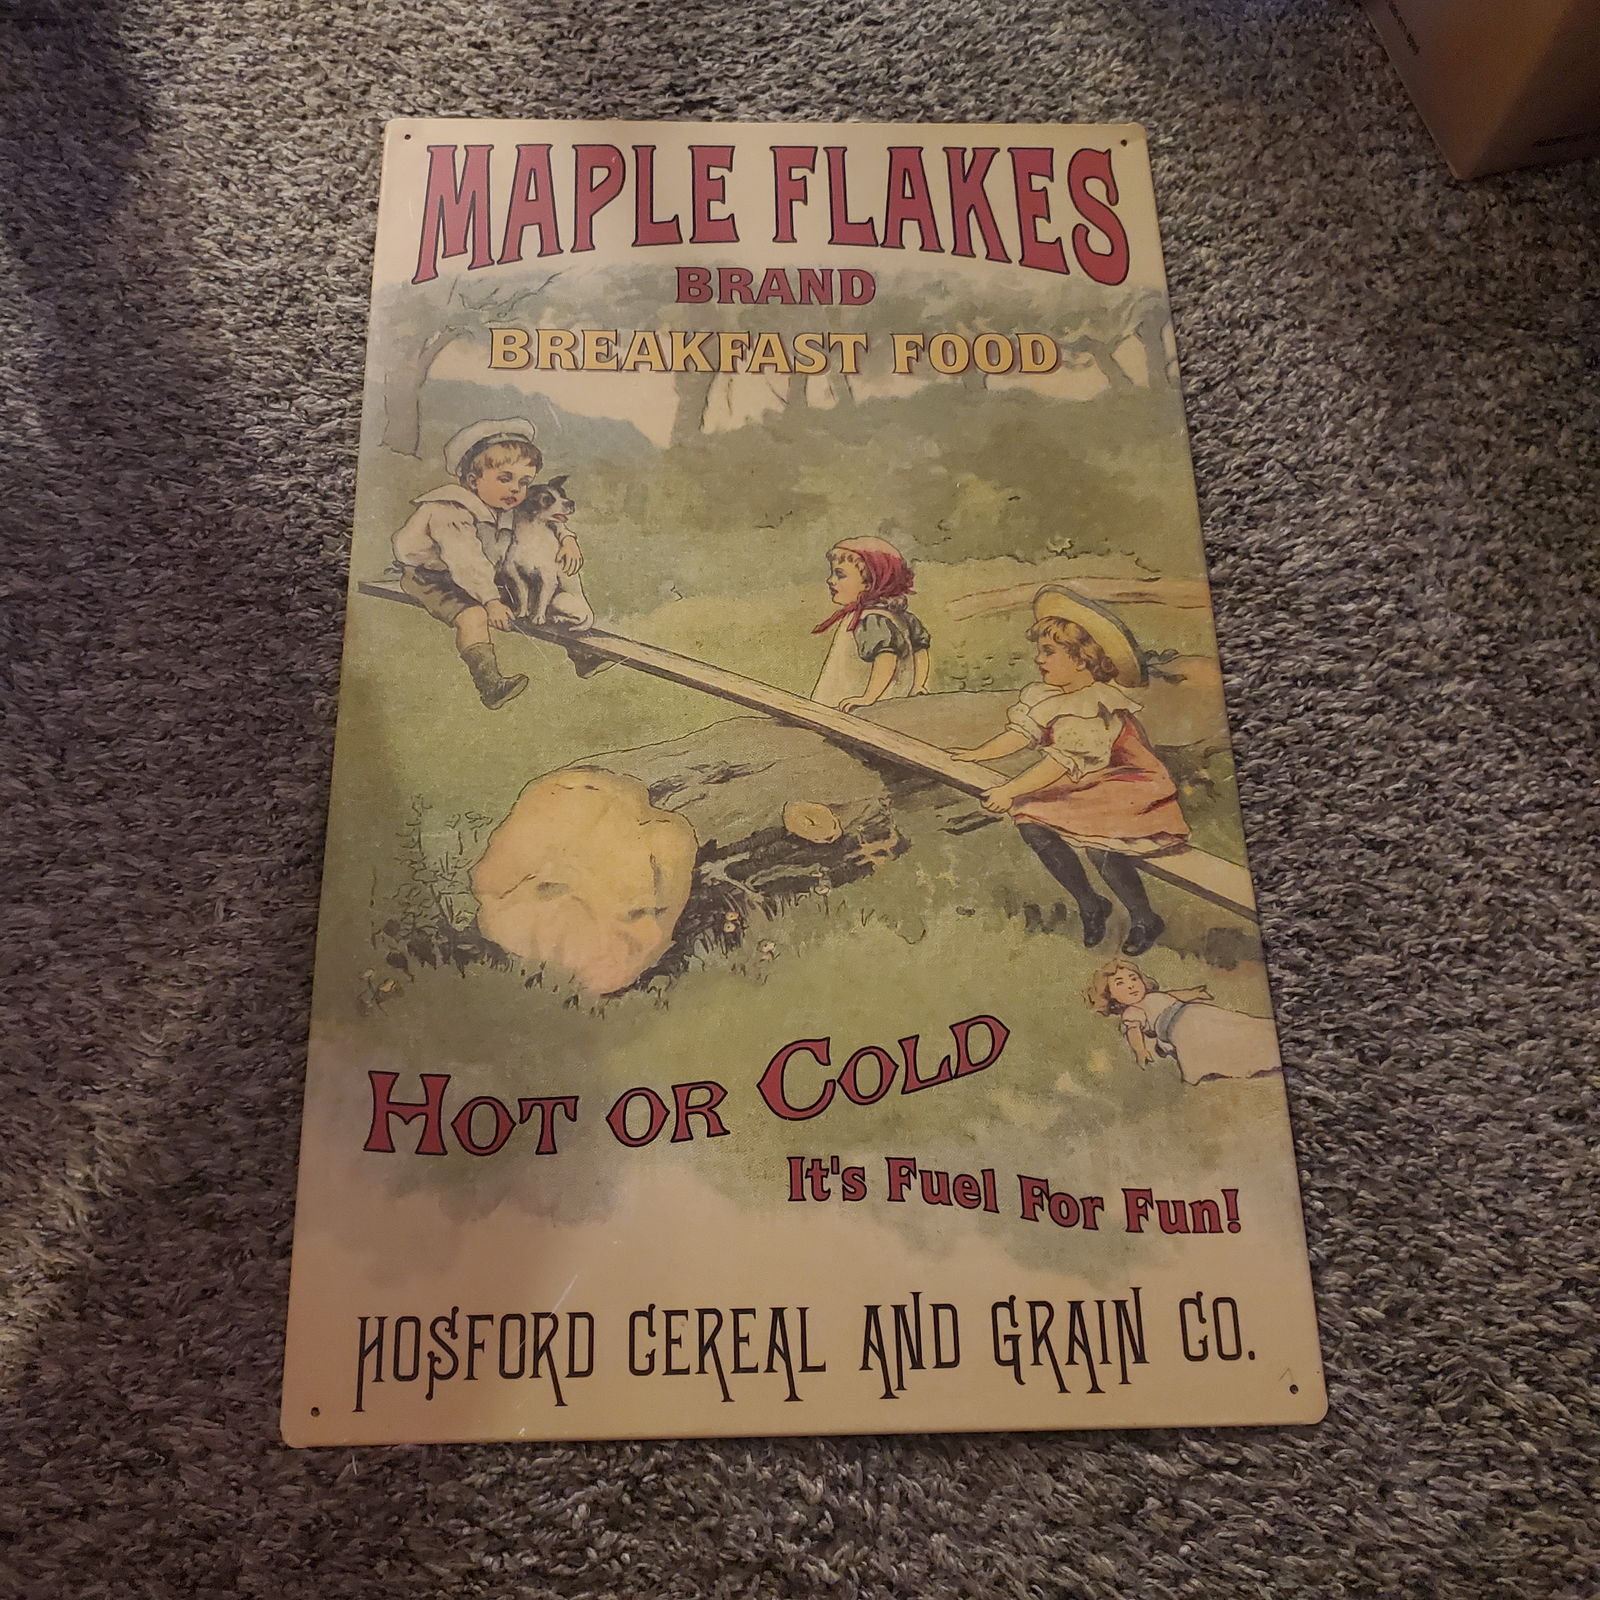 MAPLE FLAKES
BRAND
BREAKFAST FOOD
HOT OR COLD
It's Fuel For Fun!
HOSFORD CEREAL AND GRAIN CO.